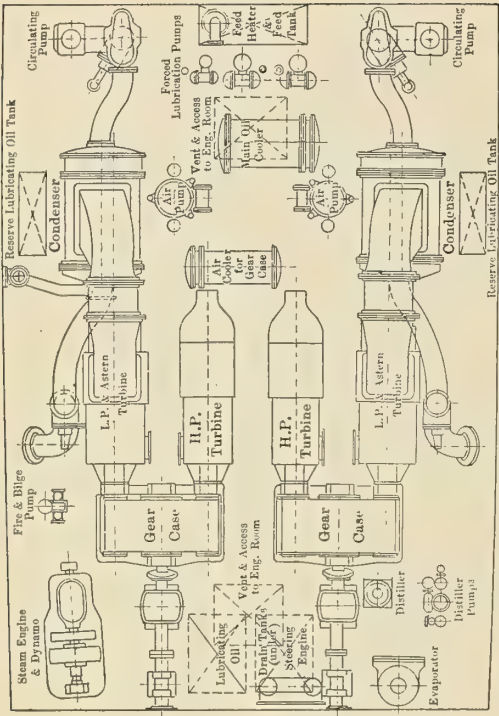 Circulating
Pump
Reserve Lubricating Oil Tank
Condenser
L.P. & Astern
Turbine
Fire & Bilge
Pump
Steam Engine
& Dynamo
Forced
Lubrication Pumps
Feed
Heater
&
Feed
Tank
Vent & Access
to Eng. Room
Main Oil
Cooler
Air
Pump
Air
Cooler
for
Gear
Case
H.P.
Turbine
Gear
Case
Vent & Access
to Eng. Room
Lubricating
Oil
Drain Tanks
(under)
Steering
Engine
Air
Pump
H.P.
Turbine
Gear
Case
Circulating
Pump
Condenser
Reserve Lubricating Oil Tank
L.P. & Astern
Turbine
Distiller
Distiller
Pumps
Evaporator